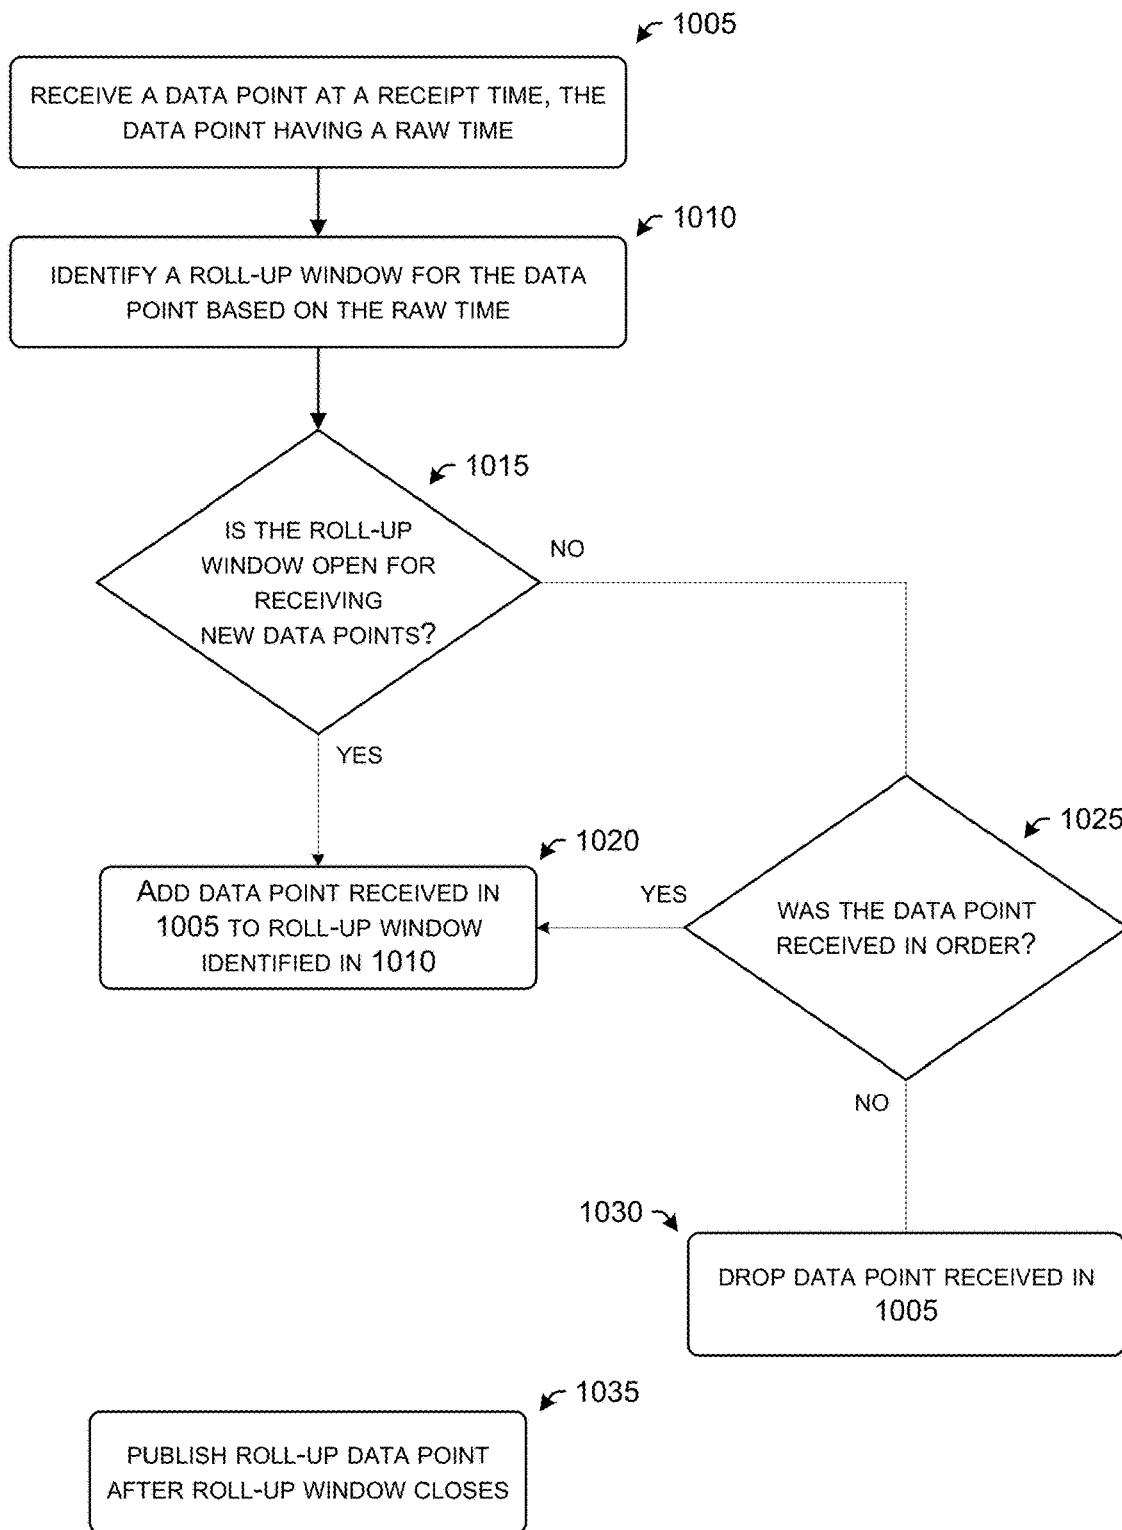 1005
RECEIVE A DATA POINT AT A RECEIPT TIME, THE
DATA POINT HAVING A RAW TIME
1010
IDENTIFY A ROLL-UP WINDOW FOR THE DATA
POINT BASED ON THE RAW TIME
1015
IS THE ROLL-UP
WINDOW OPEN FOR
RECEIVING
NEW DATA POINTS?
NO
YES
1020
ADD DATA POINT RECEIVED IN
1005 TO ROLL-UP WINDOW
IDENTIFIED IN 1010
YES
1025
WAS THE DATA POINT
RECEIVED IN ORDER?
NO
1030
DROP DATA POINT RECEIVED IN
1005
1035
PUBLISH ROLL-UP DATA POINT
AFTER ROLL-UP WINDOW CLOSES